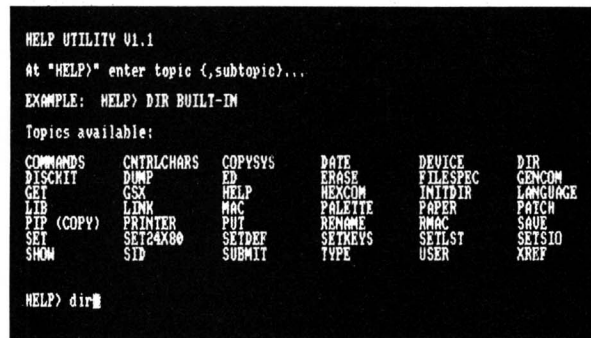 HELP UTILITY V1.1
At "HELP>" enter topic {,subtopic}...
EXAMPLE: HELP> DIR BUILT-IN
Topics available:
COMMANDS CNTRLCHARS COPYSYS DATE DEVICE DIR
DISCKIT DUMP ED ERASE FILESPEC GENCOM
GET GSX HELP HEXCOM INITDIR LANGUAGE
LIB LINK MAC PALETTE PAPER PATCH
PIP (COPY) PRINTER PUT RENAME RMAC SAVE
SET SET24X80 SETDEF SETKEYS SETLST SETSIO
SHOW SID SUBMIT TYPE USER XREF
HELP> dir